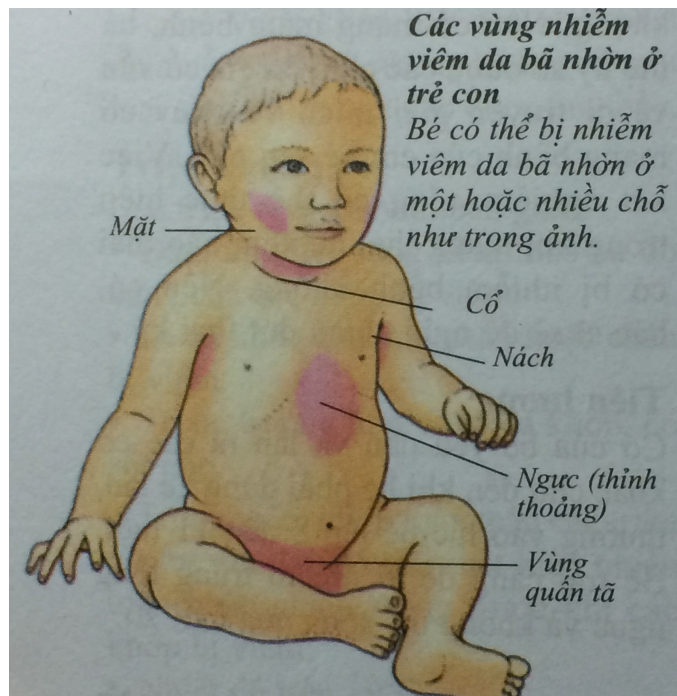 Các vùng nhiễm
viêm da bã nhờn ở
trẻ con
Bé có thể bị nhiễm
viêm da bã nhờn ở
một hoặc nhiều chỗ
như trong ảnh.
Mặt
Cổ
Nách
Ngực (thỉnh
thoảng)
Vùng
quấn tã